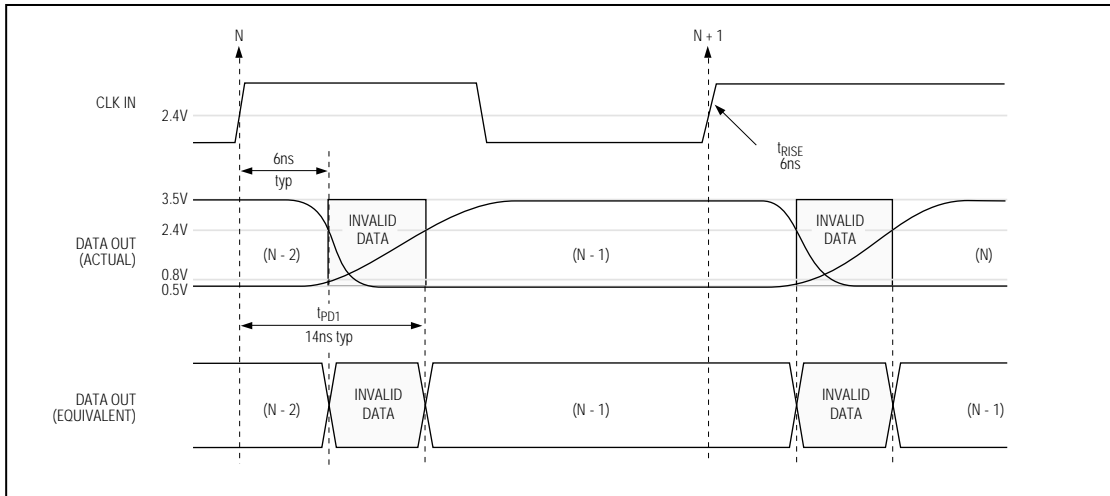 N
N + 1
CLK IN
2.4V
tRISE
6ns
6ns
typ
3.5V
2.4V
0.8V
0.5V
DATA OUT
(ACTUAL)
(N - 2)
INVALID
DATA
(N - 1)
INVALID
DATA
(N)
tPD1
14ns typ
DATA OUT
(EQUIVALENT)
(N - 2)
INVALID
DATA
(N - 1)
INVALID
DATA
(N - 1)